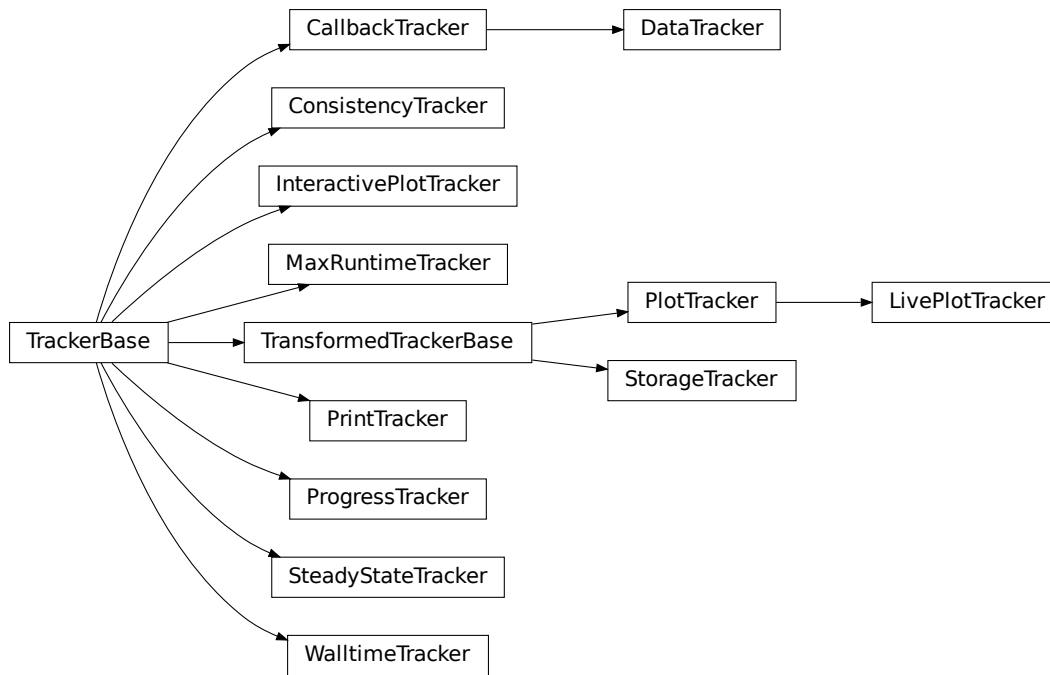 CallbackTracker
DataTracker
ConsistencyTracker
InteractivePlotTracker
MaxRuntimeTracker
PlotTracker
LivePlotTracker
TrackerBase
TransformedTrackerBase
StorageTracker
PrintTracker
ProgressTracker
SteadyStateTracker
WalltimeTracker